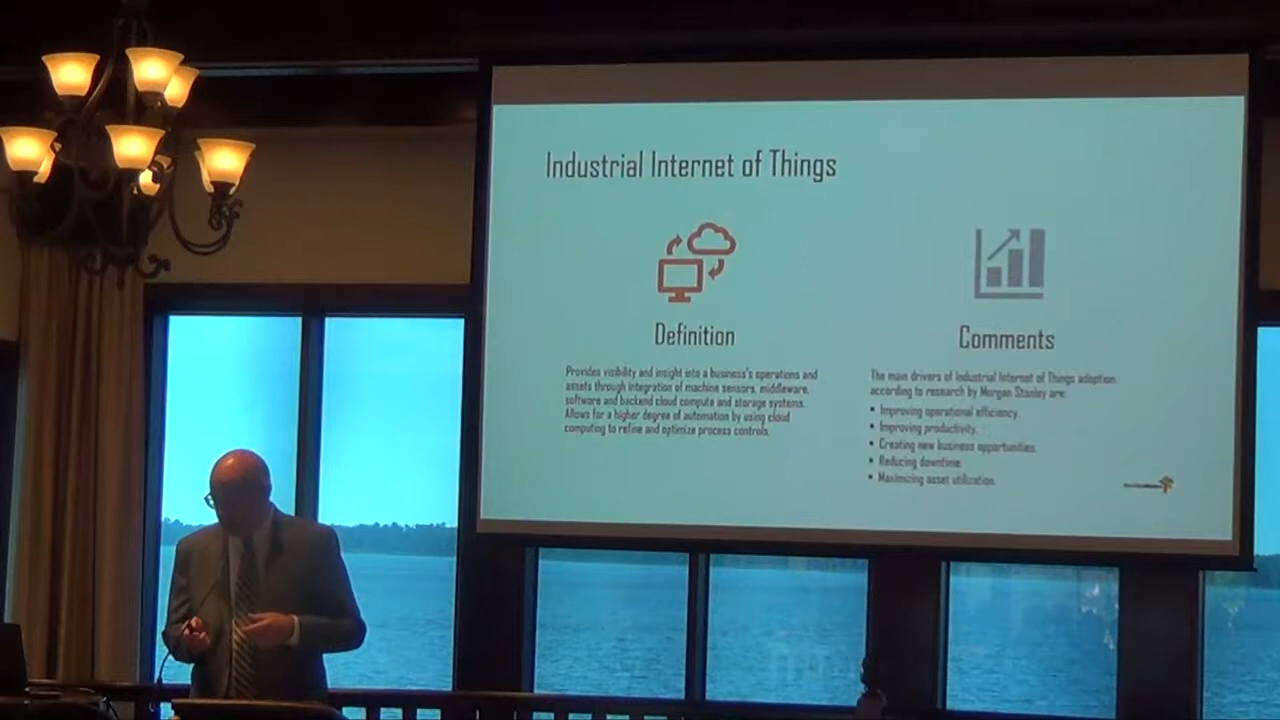 Industrial Internet of Things
Definition
Provides visibility and insight into a business's operations and
assets through integration of machine sensors, middleware,
software and backend cloud compute and storage systems.
Allows for a higher degree of automation by using cloud
computing to refine and optimize process controls.
Comments
The main drivers of Industrial Internet of Things adoption
according to research by Morgan Stanley are:
• Improving operational efficiency.
• Improving productivity.
• Creating new business opportunities.
• Reducing downtime.
• Maximizing asset utilization.